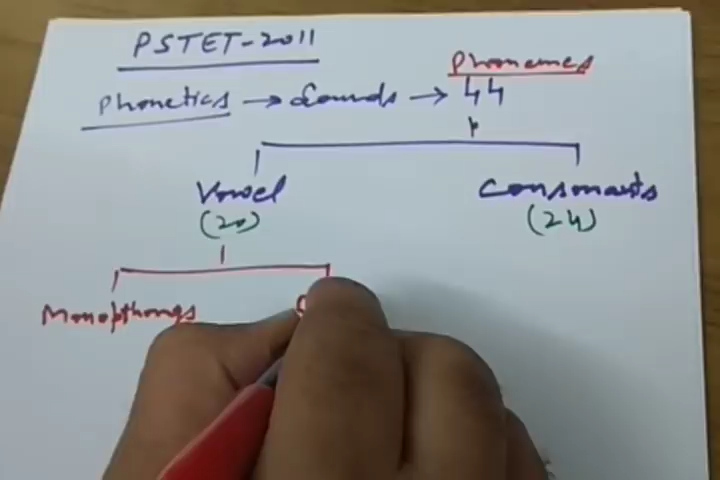 PSTET-2011
Phonemes
Phonetics → Sounds → 44
Vowel Consonants
(20) (24)
Monopthongs